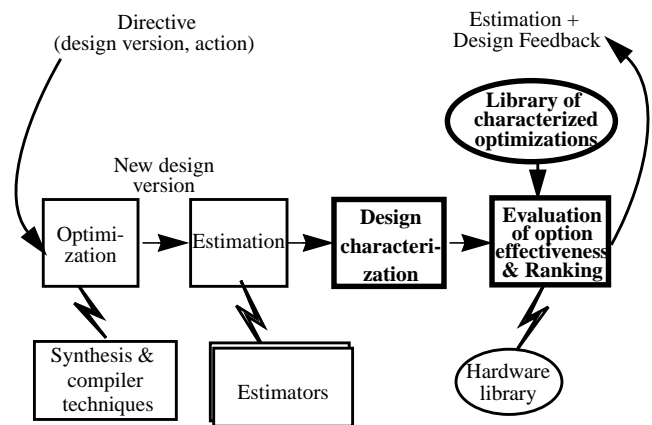 Directive
(design version, action)
Estimation +
Design Feedback
Library of
characterized
optimizations
New design
version
Optimi-
zation
Estimation
Design
characteri-
zation
Evaluation
of option
effectiveness
& Ranking
Synthesis &
compiler
techniques
Estimators
Hardware
library